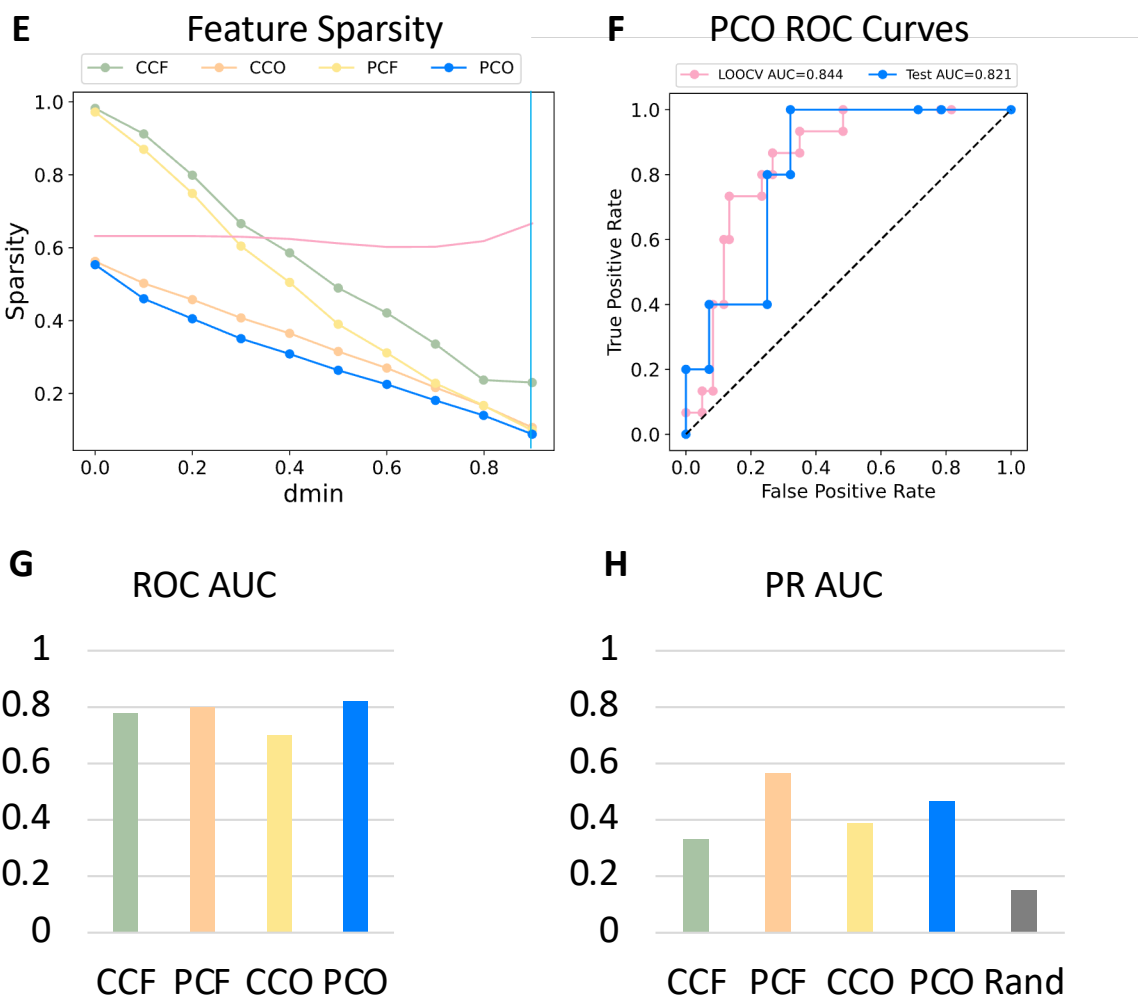 E Feature Sparsity
CCF CCO PCF PCO
1.0
0.8
0.6
0.4
0.2
Sparsity
0.0 0.2 0.4 0.6 0.8
dmin
F PCO ROC Curves
LOOCV AUC=0.844 Test AUC=0.821
1.0
0.8
0.6
0.4
0.2
0.0
True Positive Rate
0.0 0.2 0.4 0.6 0.8 1.0
False Positive Rate
G
ROC AUC
1
0.8
0.6
0.4
0.2
0
CCF PCF CCO PCO
H
PR AUC
1
0.8
0.6
0.4
0.2
0
CCF PCF CCO PCO Rand